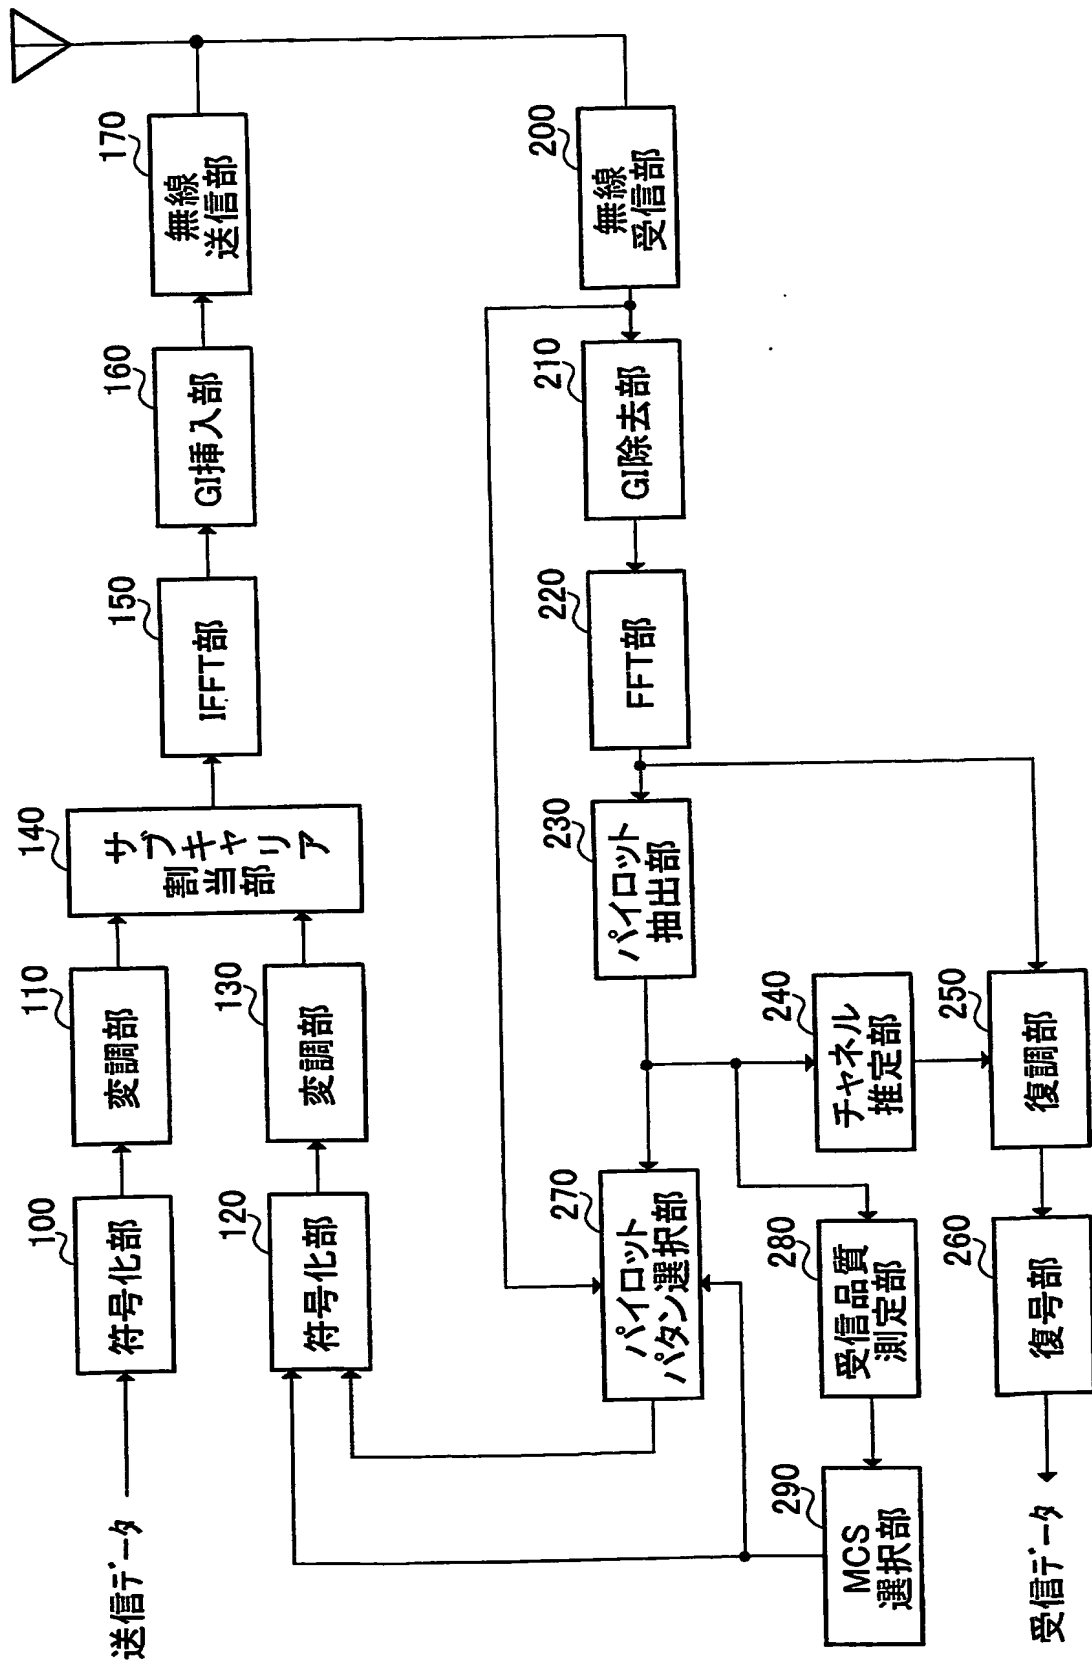 送信データ
100
符号化部
110
変調部
120
符号化部
130
変調部
140
サブキャリア
割当部
150
IFFT部
160
GI挿入部
170
無線
送信部
200
無線
受信部
210
GI除去部
220
FFT部
230
パイロット
抽出部
240
チャネル
推定部
250
復調部
260
復号部
270
パイロット
パタン選択部
280
受信品質
測定部
290
MCS
選択部
受信データ